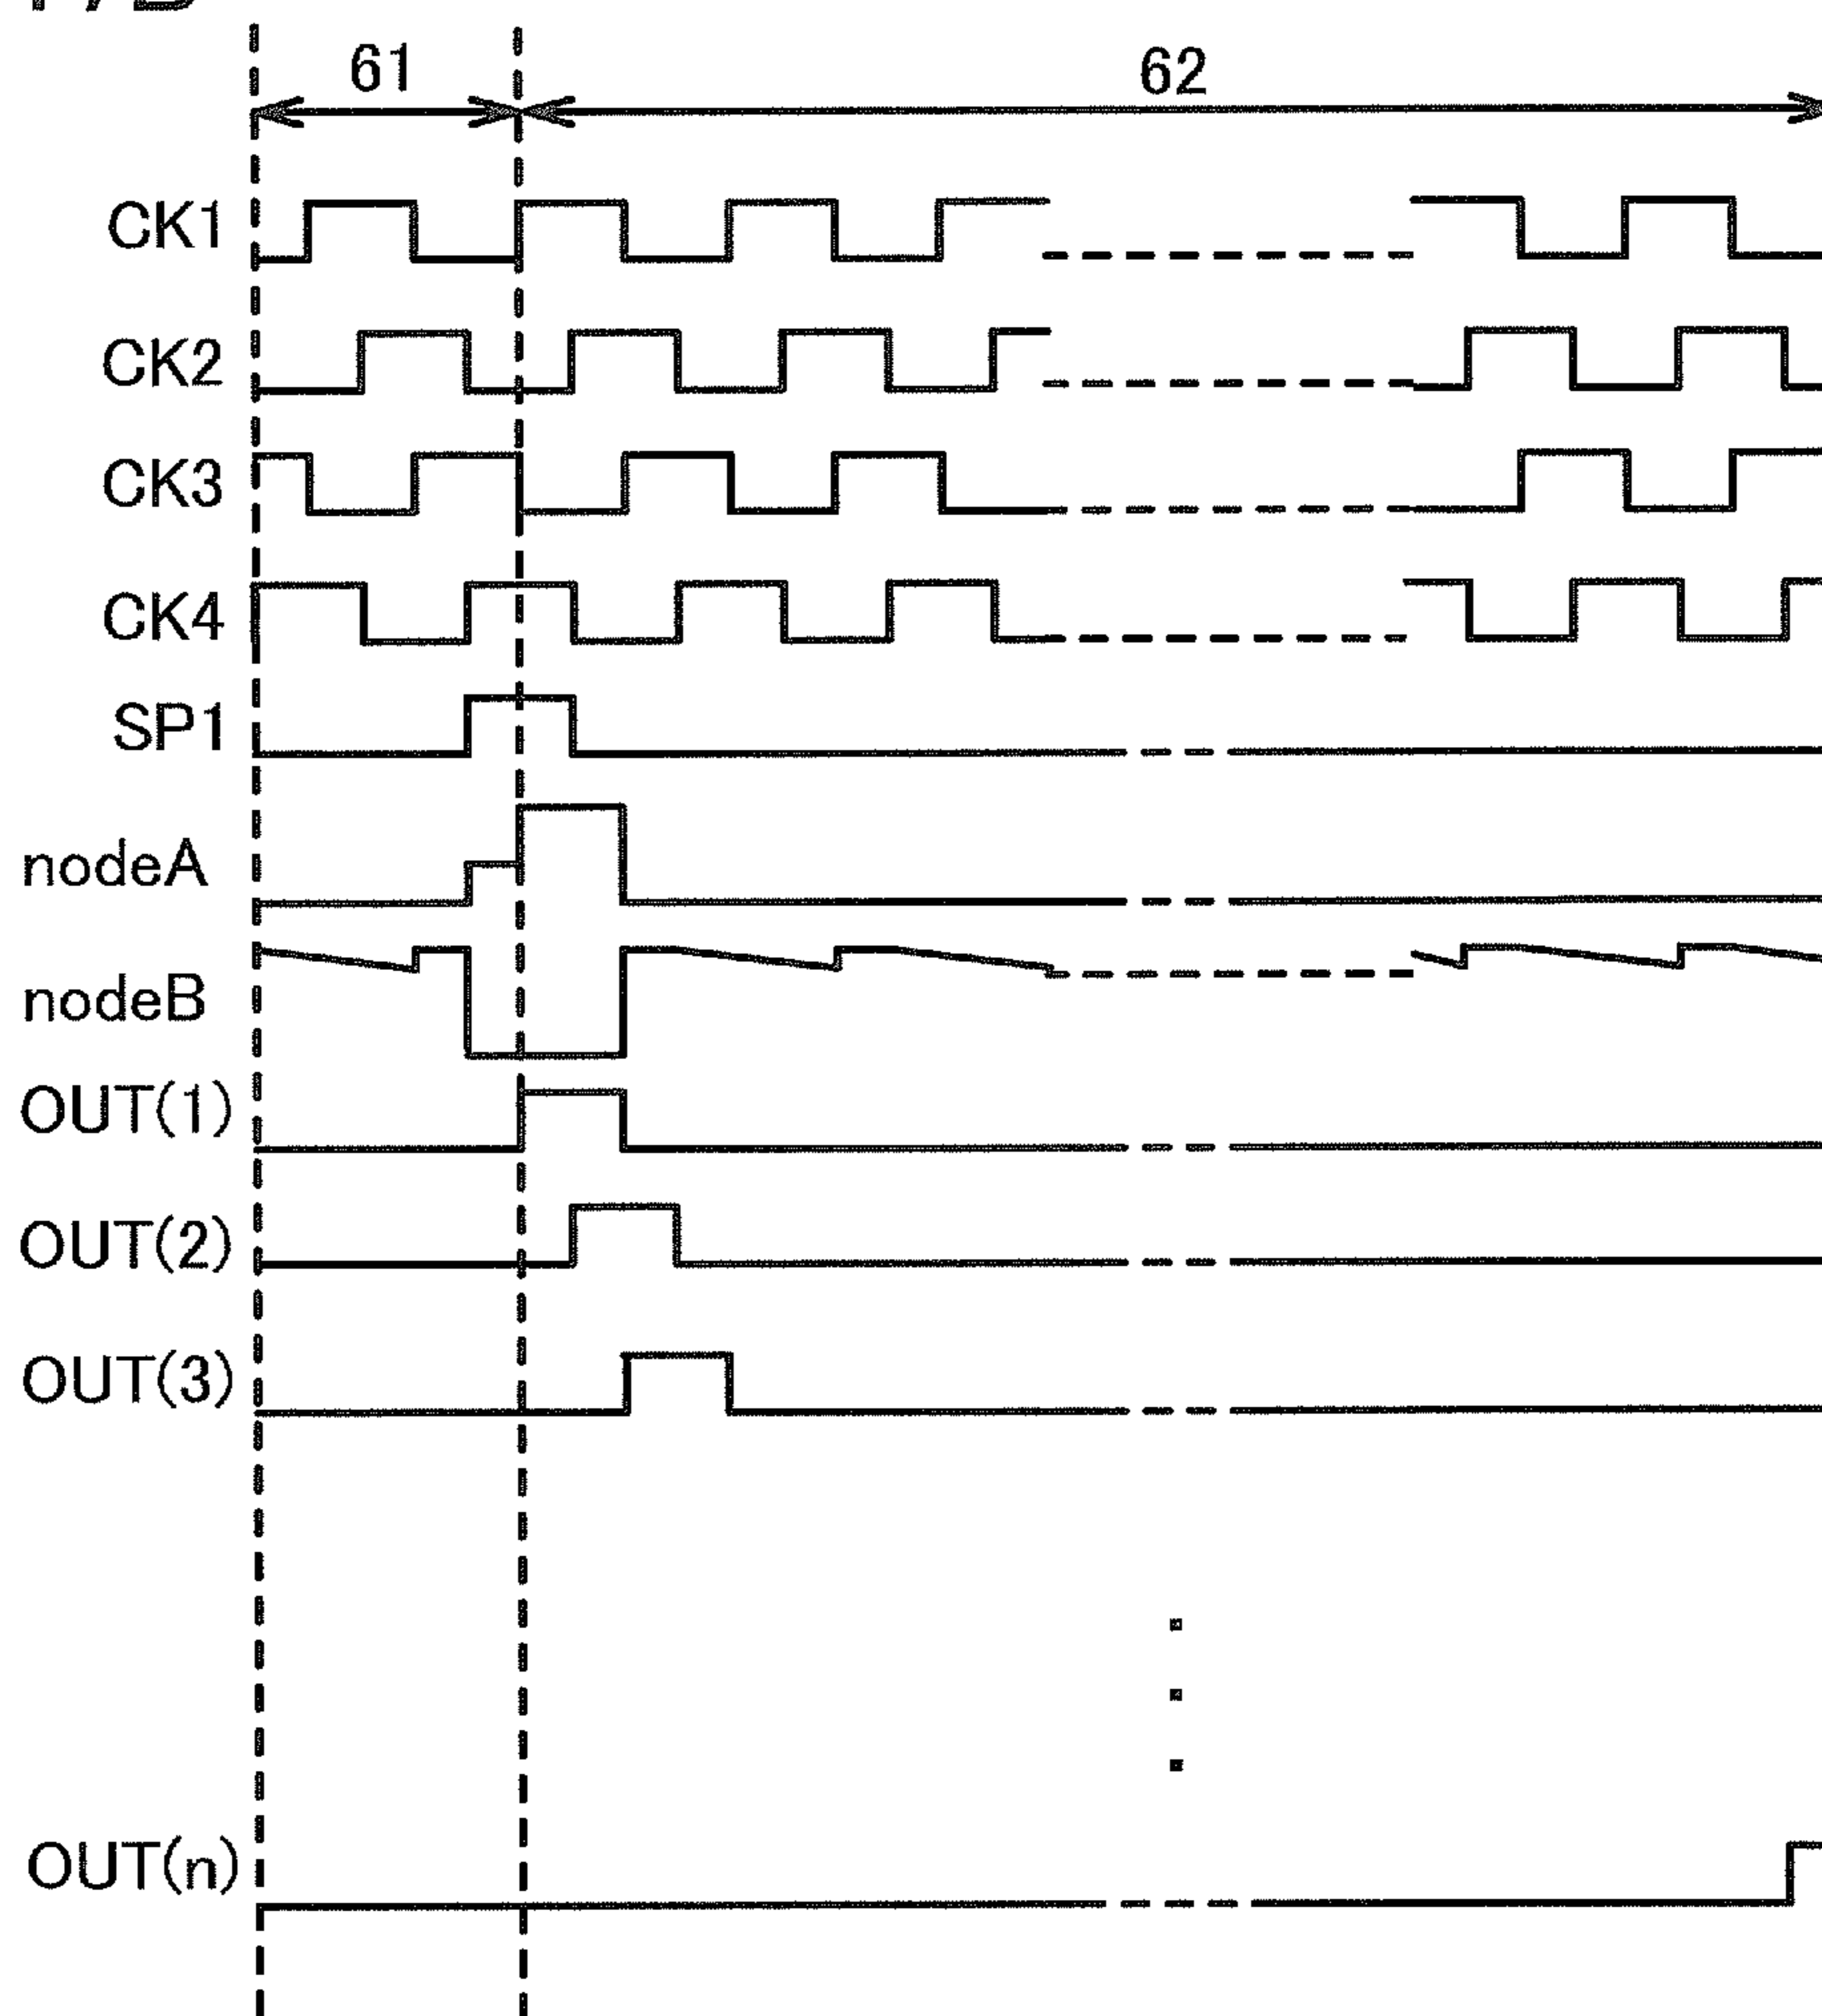 61 62
CK1
CK2
CK3
CK4
SP1
nodeA
nodeB
OUT(1)
OUT(2)
OUT(3)
OUT(n)